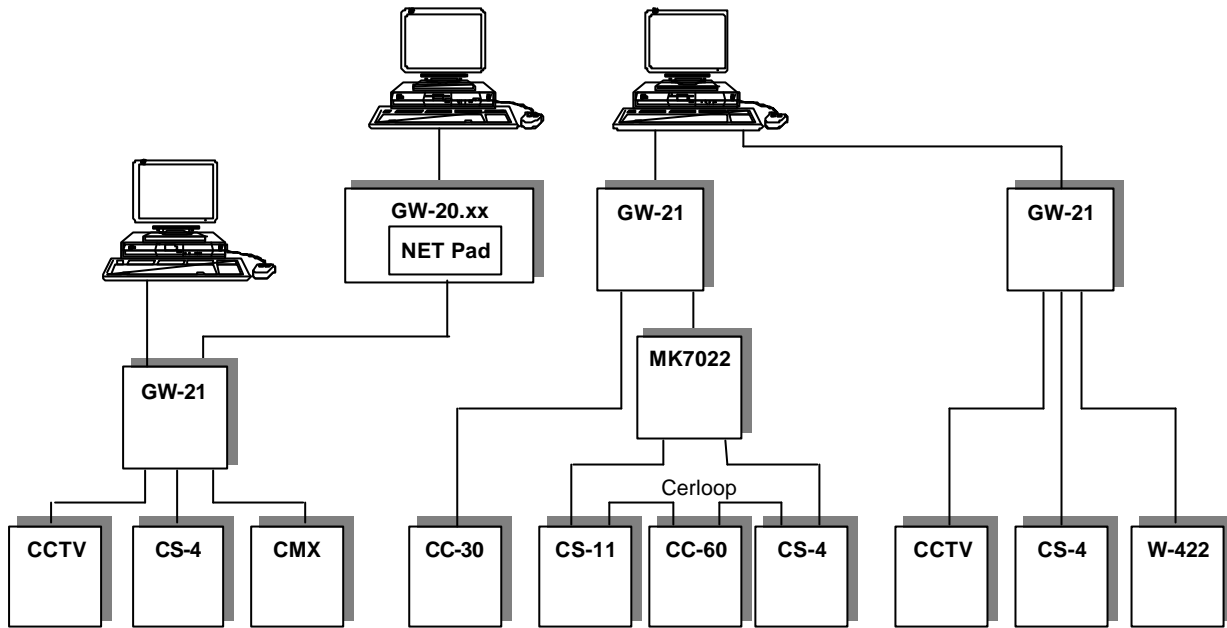 GW-20.xx
NET Pad
GW-21
GW-21
GW-21
MK7022
Cerloop
CCTV
CS-4
CMX
CC-30
CS-11
CC-60
CS-4
CCTV
CS-4
W-422